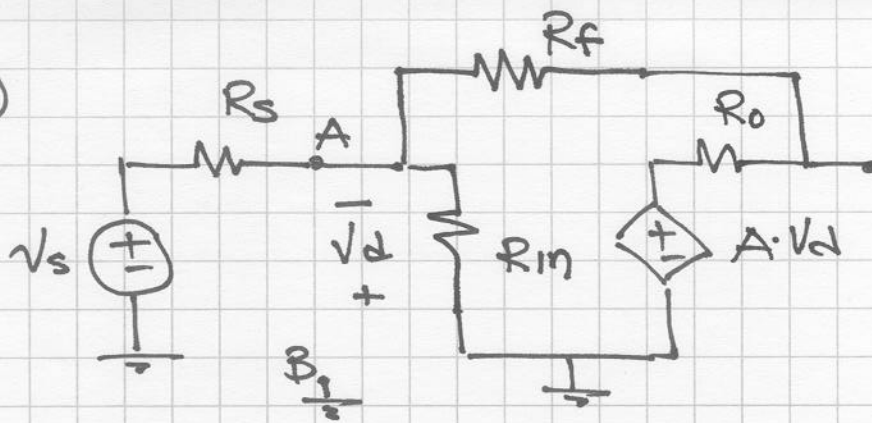 )
Rf
Rs
Ro
A
Vs
+
−
−
Vd
+
Rin
+
−
A·Vd
B